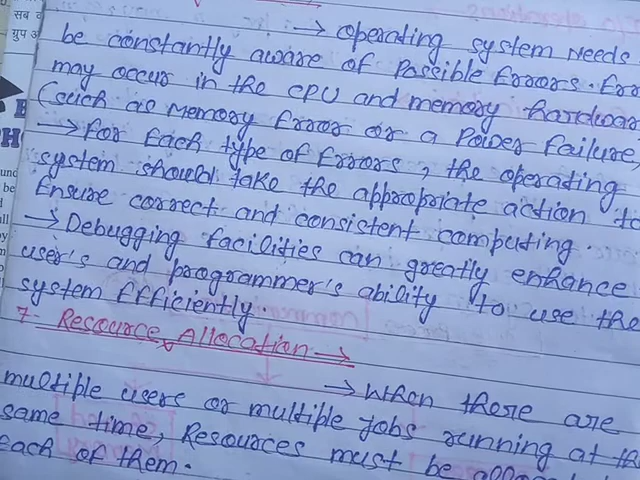 सब
ग्रुप
→ Operating system Needs
be constantly aware of Possible Errors. Err
may occur in the CPU and memory hardwar
(such as Memory Error or a Power Failure,
→ for Each type of Errors, the operating
system should take the appropriate action to
Ensure correct and consistent computing.
→ Debugging facilities can greatly enhance
user's and programmer's ability to use the
system Efficiently.
7- Resource Allocation →
→ When there are
multiple users or multiple Jobs running at th
same time, Resources must be
Each of them.